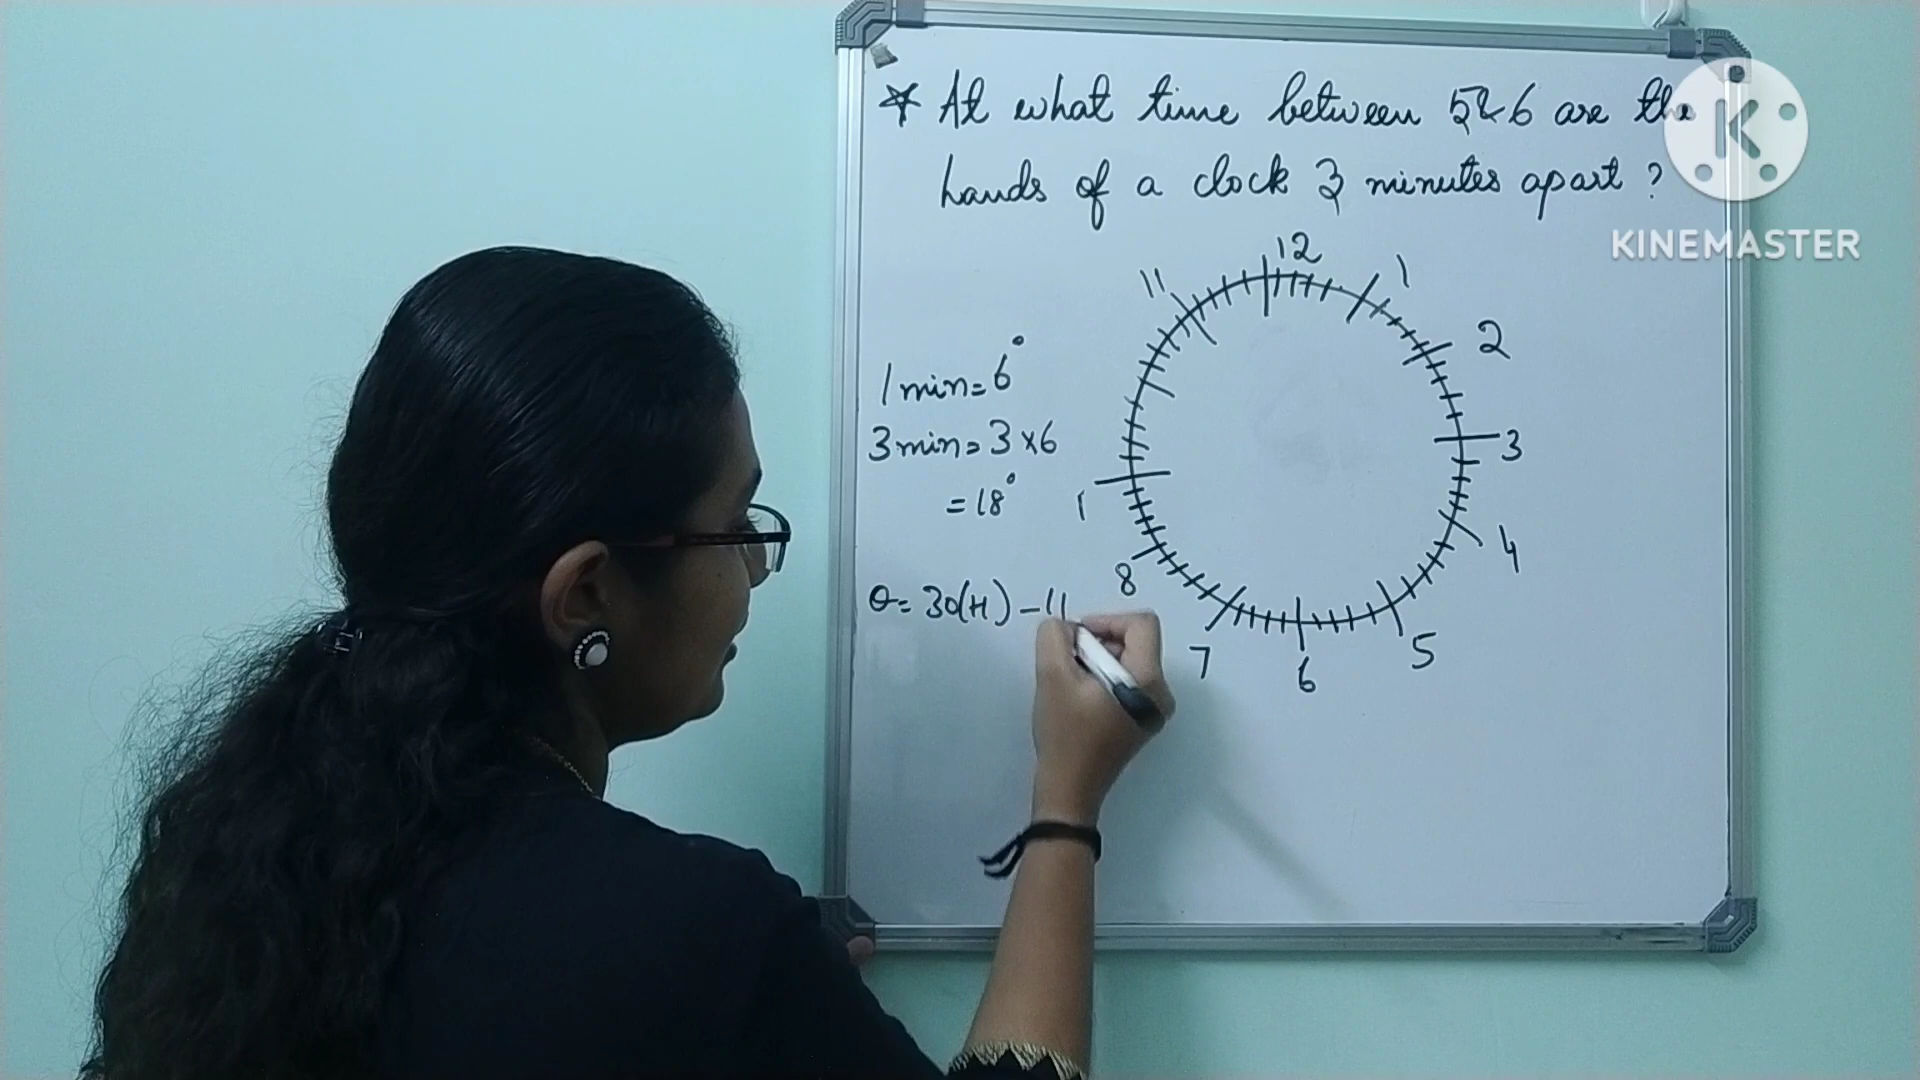 * At what time between 5 & 6 are the
hands of a clock 3 minutes apart ?
KINEMASTER
12
11
1
2
1 min = 6°
3 min = 3 × 6
3
= 18°
1
4
8
θ = 30(H) - 11
7
6
5